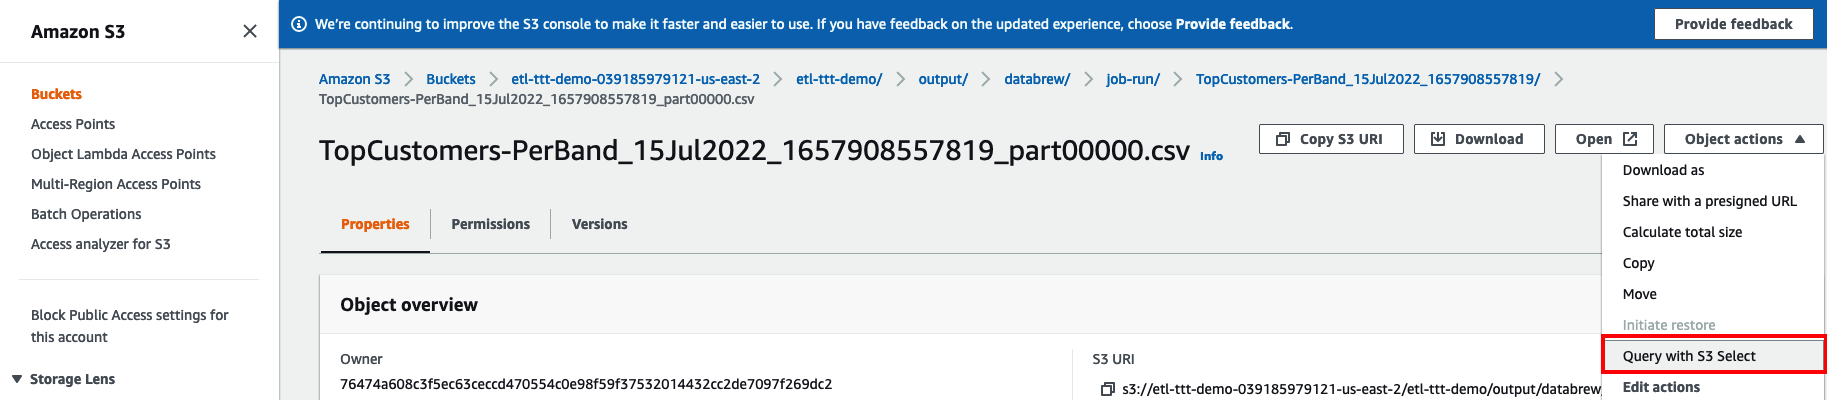 Amazon S3
Buckets
Access Points
Object Lambda Access Points
Multi-Region Access Points
Batch Operations
Access analyzer for S3
Block Public Access settings for
this account
Storage Lens
We're continuing to improve the S3 console to make it faster and easier to use. If you have feedback on the updated experience, choose Provide feedback.
Provide feedback
Amazon S3 Buckets etl-ttt-demo-039185979121-us-east-2 etl-ttt-demo/ output/ databrew/ job-run/ TopCustomers-PerBand_15Jul2022_1657908557819/
TopCustomers-PerBand_15Jul2022_1657908557819_part00000.csv
TopCustomers-PerBand_15Jul2022_1657908557819_part00000.csv Info
Copy S3 URI Download Open Object actions
Download as
Share with a presigned URL
Calculate total size
Copy
Move
Initiate restore
Query with S3 Select
Edit actions
Properties Permissions Versions
Object overview
Owner
76474a608c3f5ec63ceccd470554c0e98f59f37532014432cc2de7097f269dc2
S3 URI
s3://etl-ttt-demo-039185979121-us-east-2/etl-ttt-demo/output/databrew